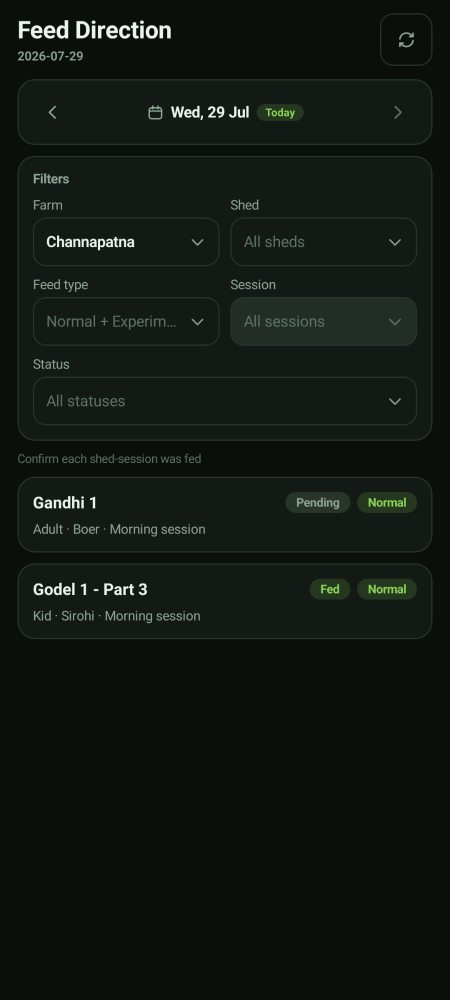 Feed Direction
2026-07-29
Wed, 29 Jul Today
Filters
Farm Shed
Channapatna All sheds
Feed type Session
Normal + Experim... All sessions
Status
All statuses
Confirm each shed-session was fed
Gandhi 1 Pending Normal
Adult · Boer · Morning session
Godel 1 - Part 3 Fed Normal
Kid · Sirohi · Morning session